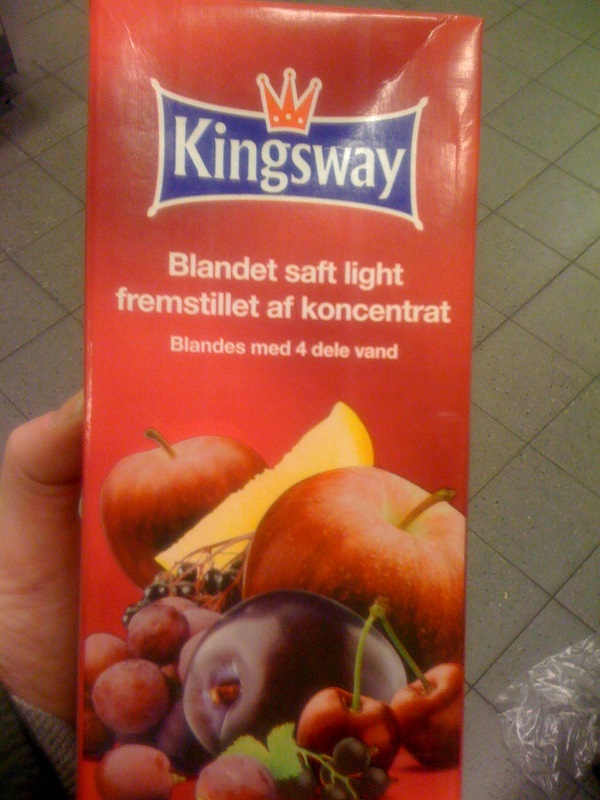 Kingsway
Blandet saft light
fremstillet af koncentrat
Blandes med 4 dele vand